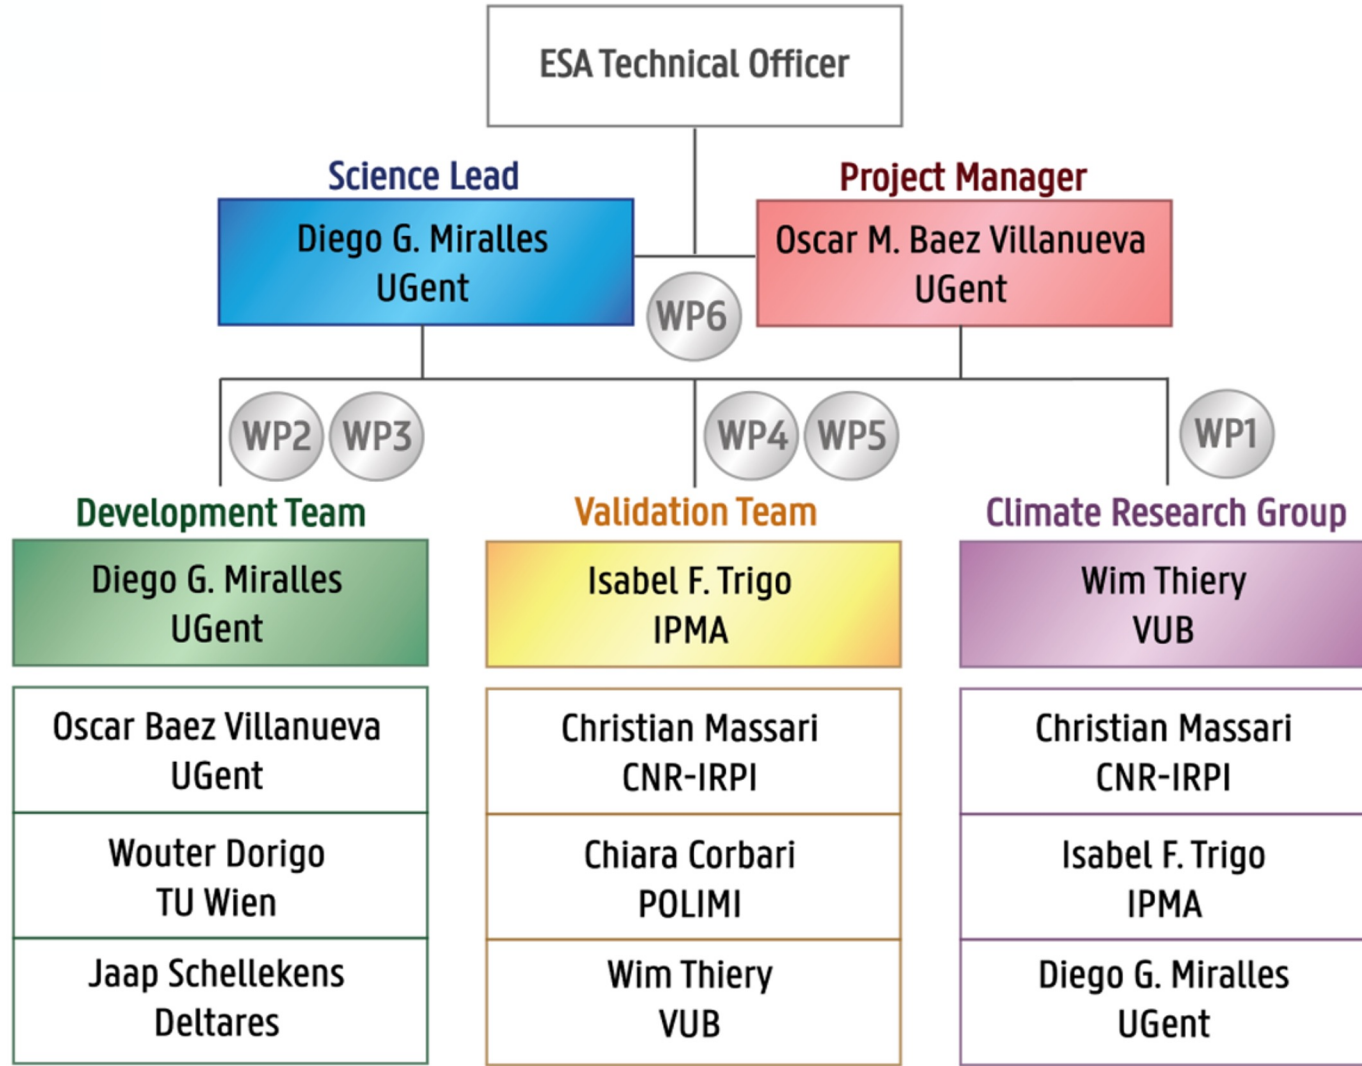 ESA Technical Officer
Science Lead
Diego G. Miralles
UGent
Project Manager
Oscar M. Baez Villanueva
UGent
WP6
WP2
WP3
WP4
WP5
WP1
Development Team
Diego G. Miralles
UGent
Oscar Baez Villanueva
UGent
Wouter Dorigo
TU Wien
Jaap Schellekens
Deltares
Validation Team
Isabel F. Trigo
IPMA
Christian Massari
CNR-IRPI
Chiara Corbari
POLIMI
Wim Thiery
VUB
Climate Research Group
Wim Thiery
VUB
Christian Massari
CNR-IRPI
Isabel F. Trigo
IPMA
Diego G. Miralles
UGent